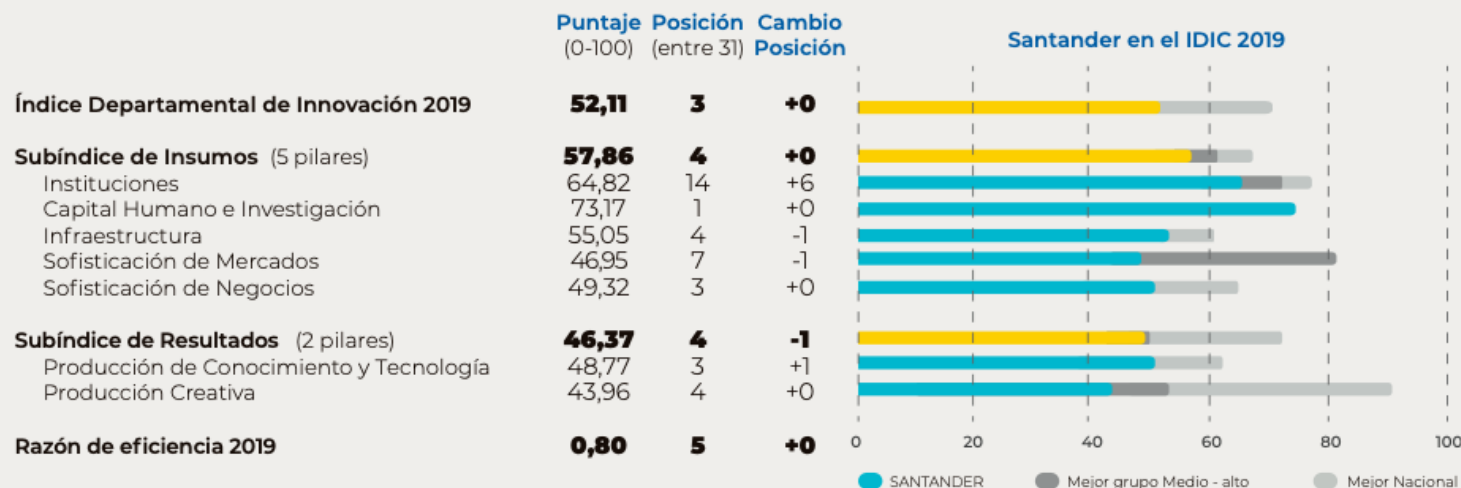 Puntaje Posición Cambio
(0-100) (entre 31) Posición
Santander en el IDIC 2019
Índice Departamental de Innovación 2019 52,11 3 +0
Subíndice de Insumos (5 pilares) 57,86 4 +0
Instituciones 64,82 14 +6
Capital Humano e Investigación 73,17 1 +0
Infraestructura 55,05 4 -1
Sofisticación de Mercados 46,95 7 -1
Sofisticación de Negocios 49,32 3 +0
Subíndice de Resultados (2 pilares) 46,37 4 -1
Producción de Conocimiento y Tecnología 48,77 3 +1
Producción Creativa 43,96 4 +0
Razón de eficiencia 2019 0,80 5 +0
0 20 40 60 80 100
SANTANDER Mejor grupo Medio - alto Mejor Nacional